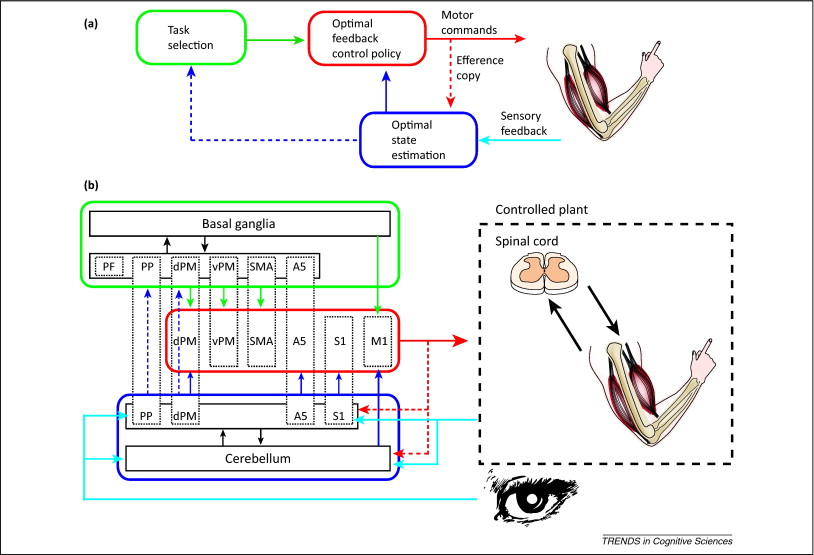 (a)
Task
selection
Optimal
feedback
control policy
Motor
commands
Efference
copy
Optimal
state
estimation
Sensory
feedback
(b)
Basal ganglia
PF PP dPM vPM SMA A5
dPM vPM SMA A5 S1 M1
PP dPM A5 S1
Cerebellum
Controlled plant
Spinal cord
TRENDS in Cognitive Sciences